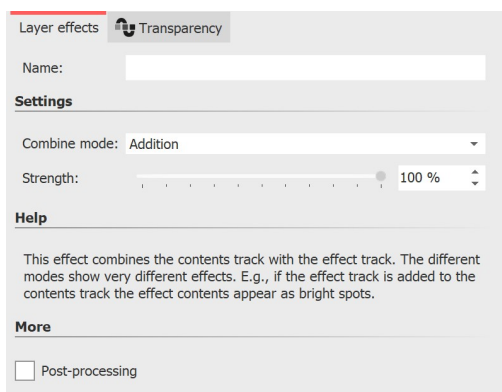 Layer effects Transparency
Name:
Settings
Combine mode: Addition
Strength: 100 %
Help
This effect combines the contents track with the effect track. The different
modes show very different effects. E.g., if the effect track is added to the
contents track the effect contents appear as bright spots.
More
Post-processing